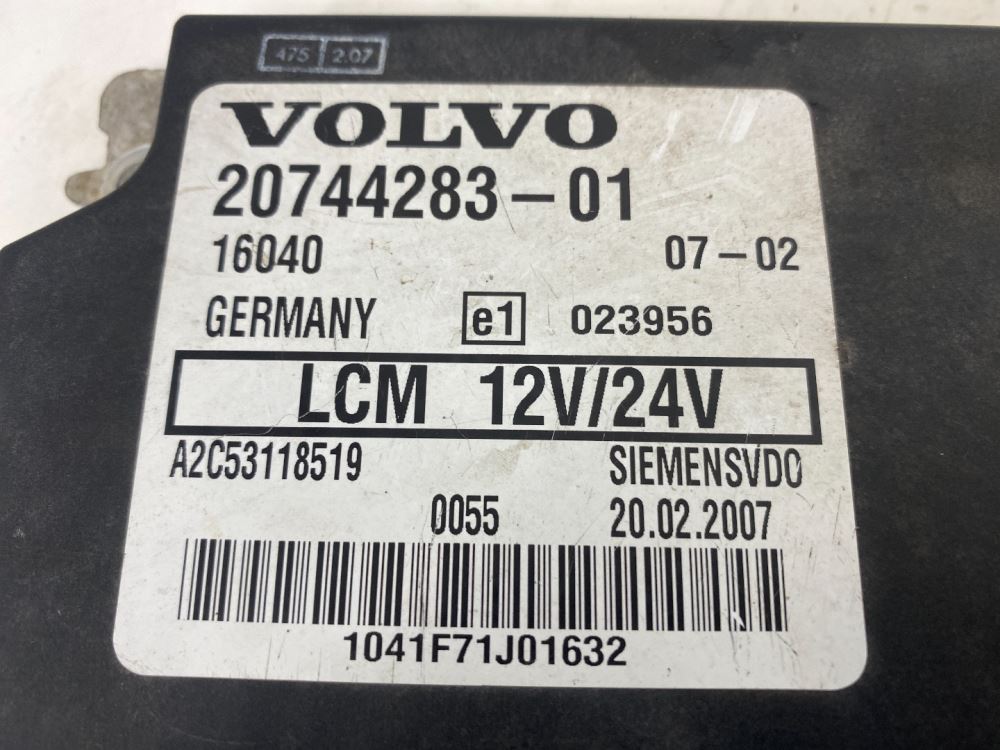 475 2.07
VOLVO
20744283-01
16040 07-02
GERMANY e1 023956
LCM 12V/24V
A2C53118519 SIEMENSVDO
0055 20.02.2007
1041F71J01632